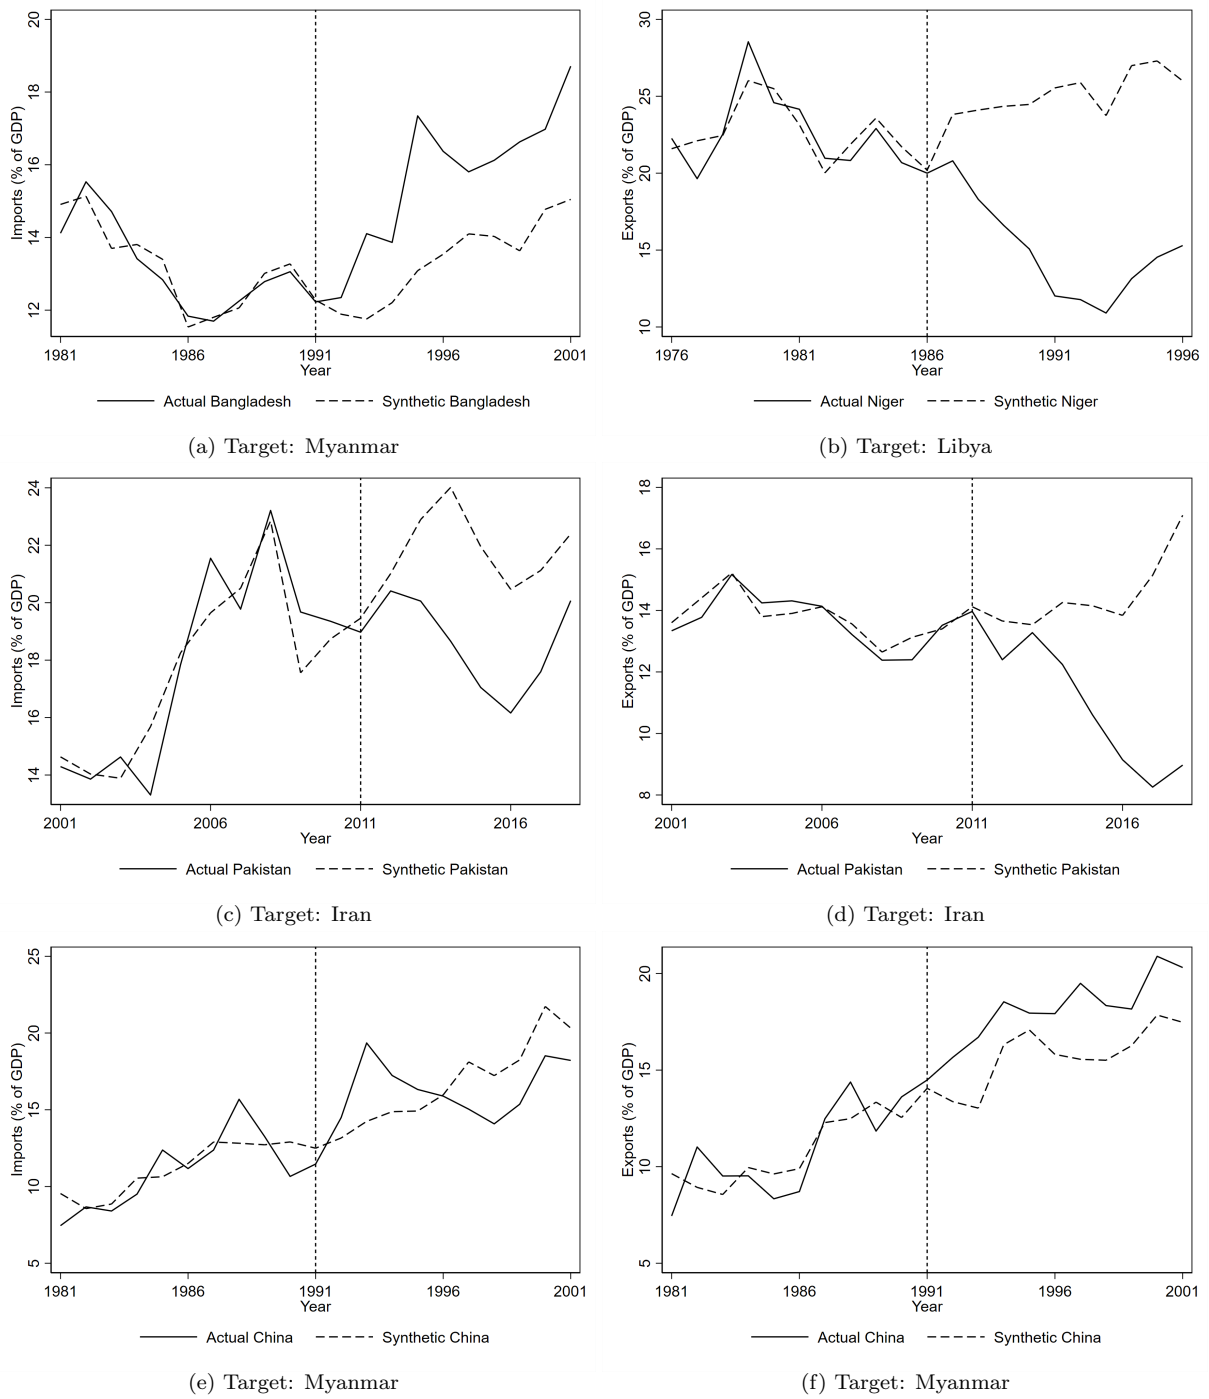 Imports (% of GDP)
20
18
16
14
12
1981 1986 1991 1996 2001
Year
Actual Bangladesh Synthetic Bangladesh
(a) Target: Myanmar
Exports (% of GDP)
30
25
20
15
10
1976 1981 1986 1991 1996
Year
Actual Niger Synthetic Niger
(b) Target: Libya
Imports (% of GDP)
24
22
20
18
16
14
2001 2006 2011 2016
Year
Actual Pakistan Synthetic Pakistan
(c) Target: Iran
Exports (% of GDP)
18
16
14
12
10
8
2001 2006 2011 2016
Year
Actual Pakistan Synthetic Pakistan
(d) Target: Iran
Imports (% of GDP)
25
20
15
10
5
1981 1986 1991 1996 2001
Year
Actual China Synthetic China
(e) Target: Myanmar
Exports (% of GDP)
20
15
10
5
1981 1986 1991 1996 2001
Year
Actual China Synthetic China
(f) Target: Myanmar